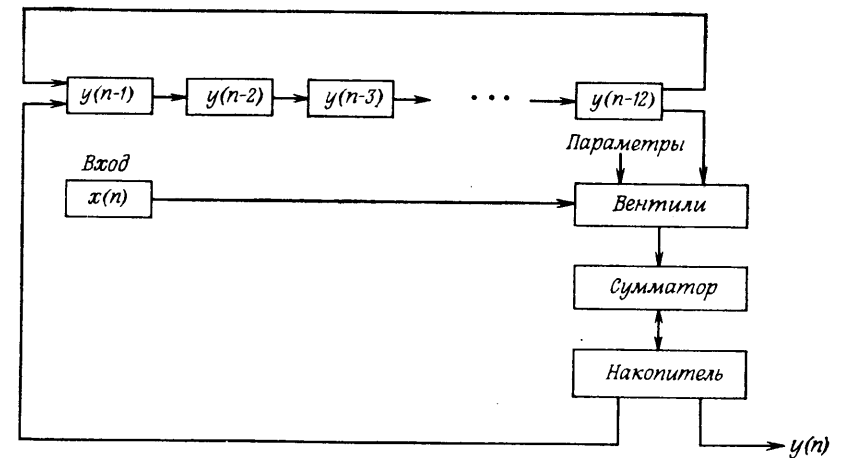 y(n-1) y(n-2) y(n-3) ··· y(n-12)
Параметры
Вход
x(n)
Вентили
Сумматор
Накопитель
y(n)